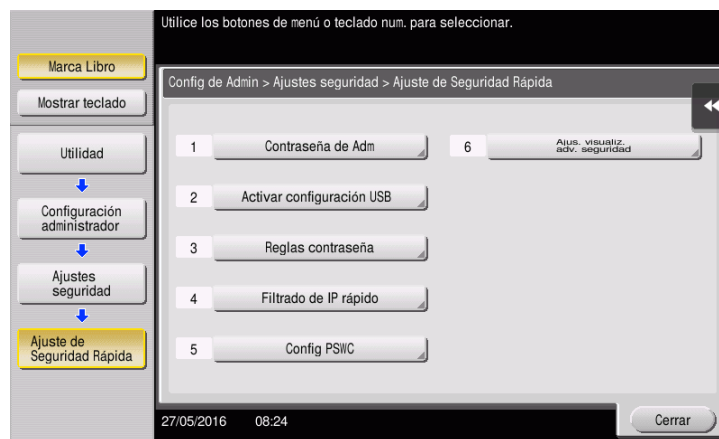 Utilice los botones de menú o teclado num. para seleccionar.
Marca Libro
Mostrar teclado
Utilidad
Configuración
administrador
Ajustes
seguridad
Ajuste de
Seguridad Rápida
Config de Admin > Ajustes seguridad > Ajuste de Seguridad Rápida
1 Contraseña de Adm
2 Activar configuración USB
3 Reglas contraseña
4 Filtrado de IP rápido
5 Config PSWC
6 Ajus. visualiz.
adv. seguridad
27/05/2016 08:24
Cerrar